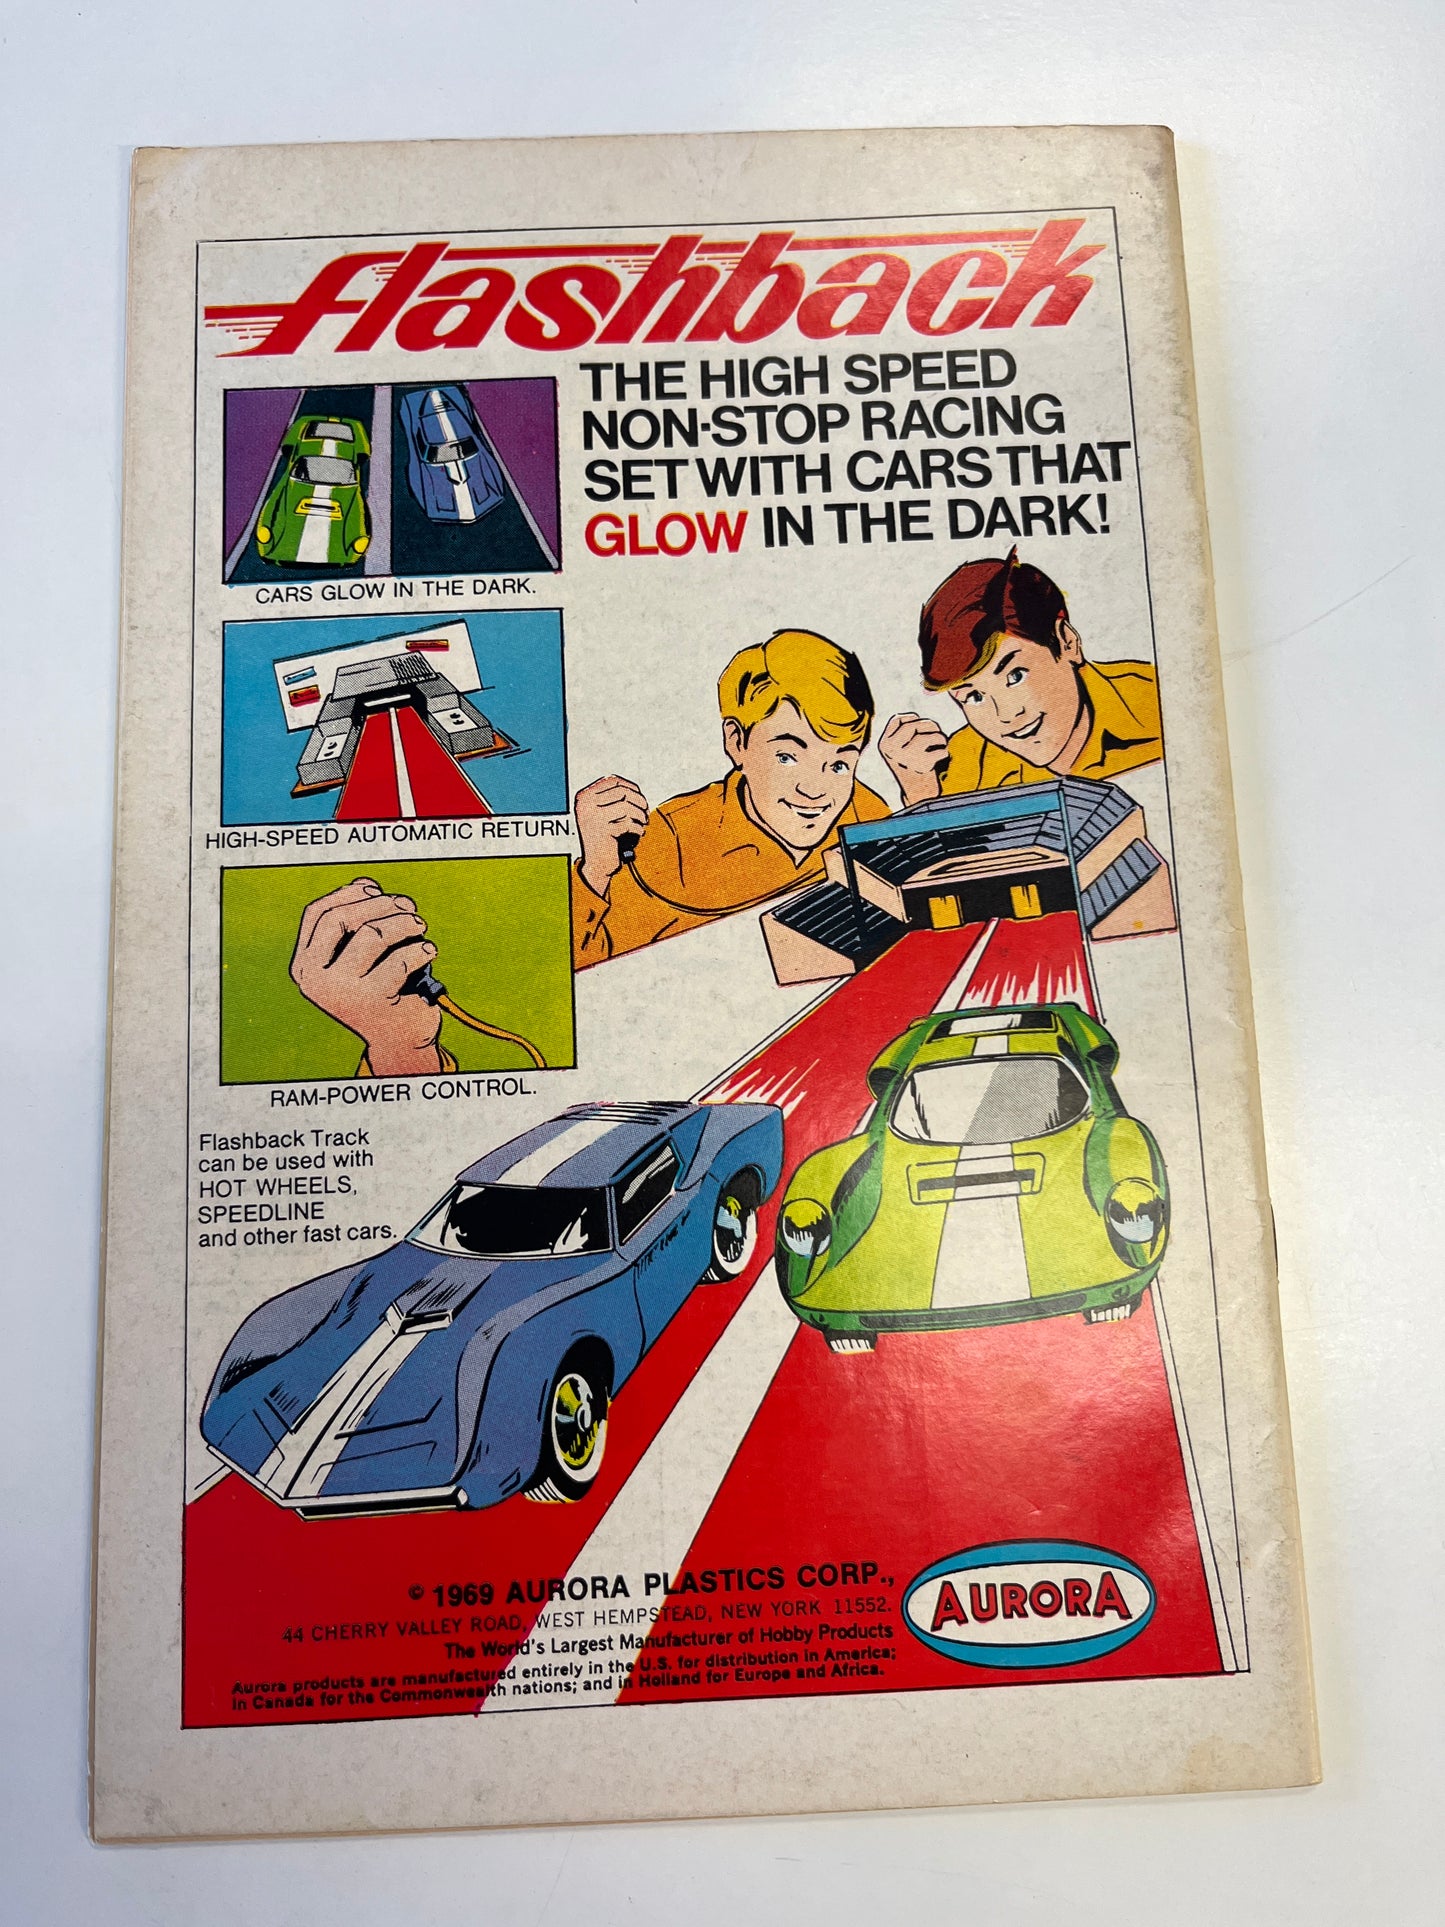 flashback
THE HIGH SPEED
NON-STOP RACING
SET WITH CARS THAT
GLOW IN THE DARK!
CARS GLOW IN THE DARK.
HIGH-SPEED AUTOMATIC RETURN.
RAM-POWER CONTROL.
Flashback Track
can be used with
HOT WHEELS,
SPEEDLINE
and other fast cars.
© 1969 AURORA PLASTICS CORP.,
44 CHERRY VALLEY ROAD, WEST HEMPSTEAD, NEW YORK 11552.
The World's Largest Manufacturer of Hobby Products
Aurora products are manufactured entirely in the U.S. for distribution in America;
in Canada for the Commonwealth nations; and in Holland for Europe and Africa.
AURORA